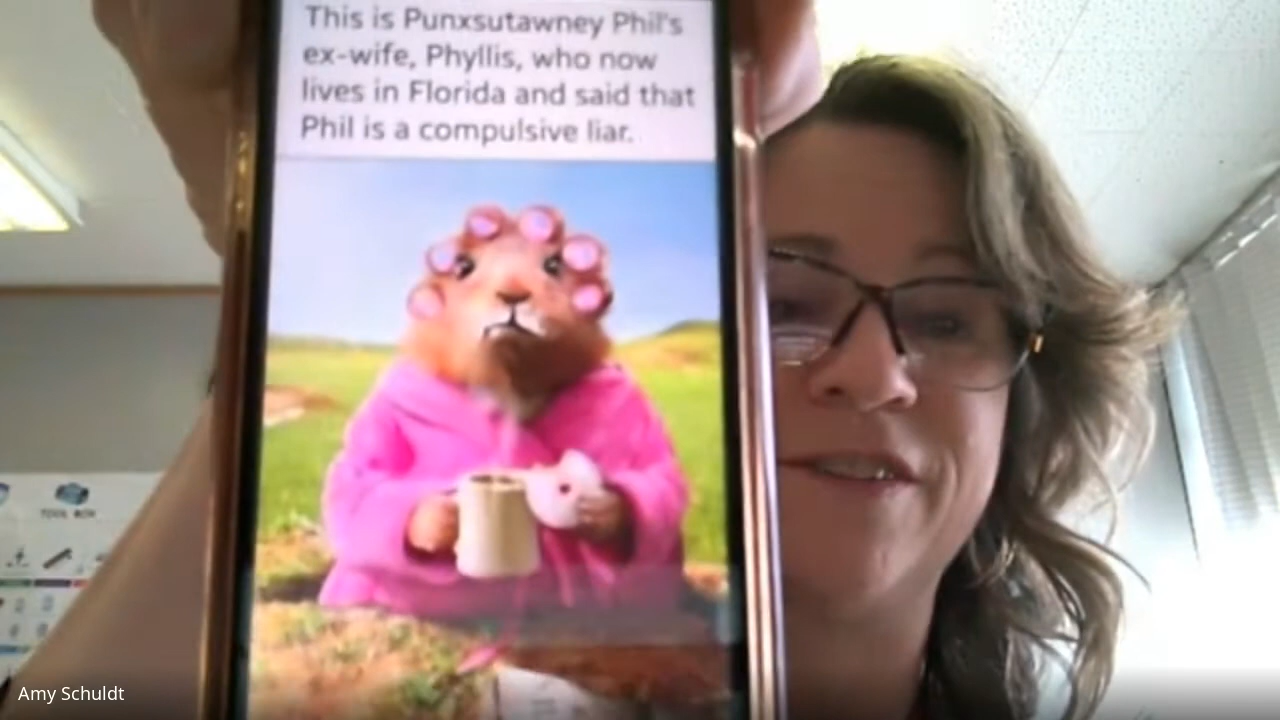 This is Punxsutawney Phil's
ex-wife, Phyllis, who now
lives in Florida and said that
Phil is a compulsive liar.
TOOL BOX
Amy Schuldt